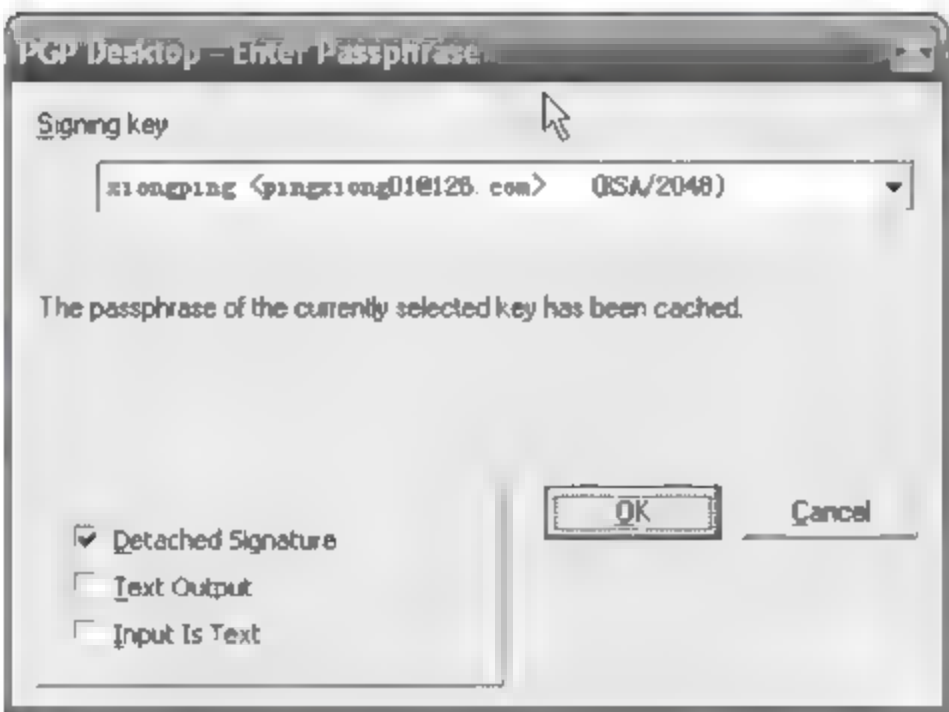 PGP Desktop - Enter Passphrase
Signing key
xiongping <pingxiong01@126.com> (RSA/2048)
The passphrase of the currently selected key has been cached.
OK
Cancel
Detached Signature
Text Output
Input Is Text